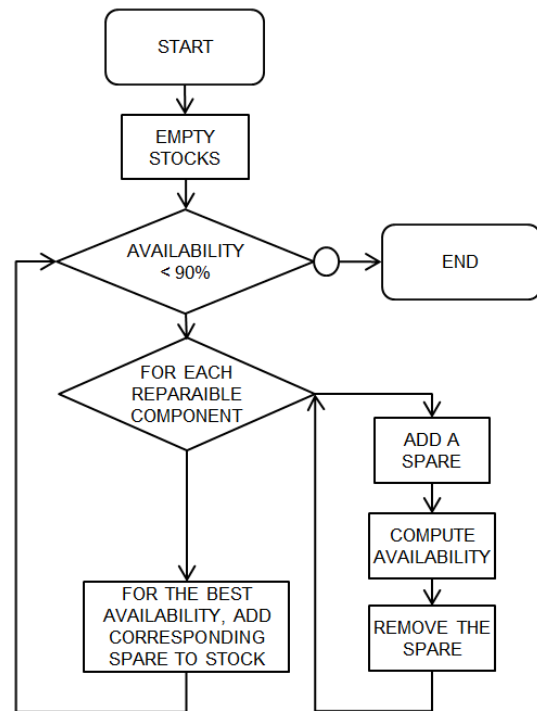 START
EMPTY
STOCKS
AVAILABILITY
< 90%
END
FOR EACH
REPARAIBLE
COMPONENT
ADD A
SPARE
COMPUTE
AVAILABILITY
REMOVE THE
SPARE
FOR THE BEST
AVAILABILITY, ADD
CORRESPONDING
SPARE TO STOCK